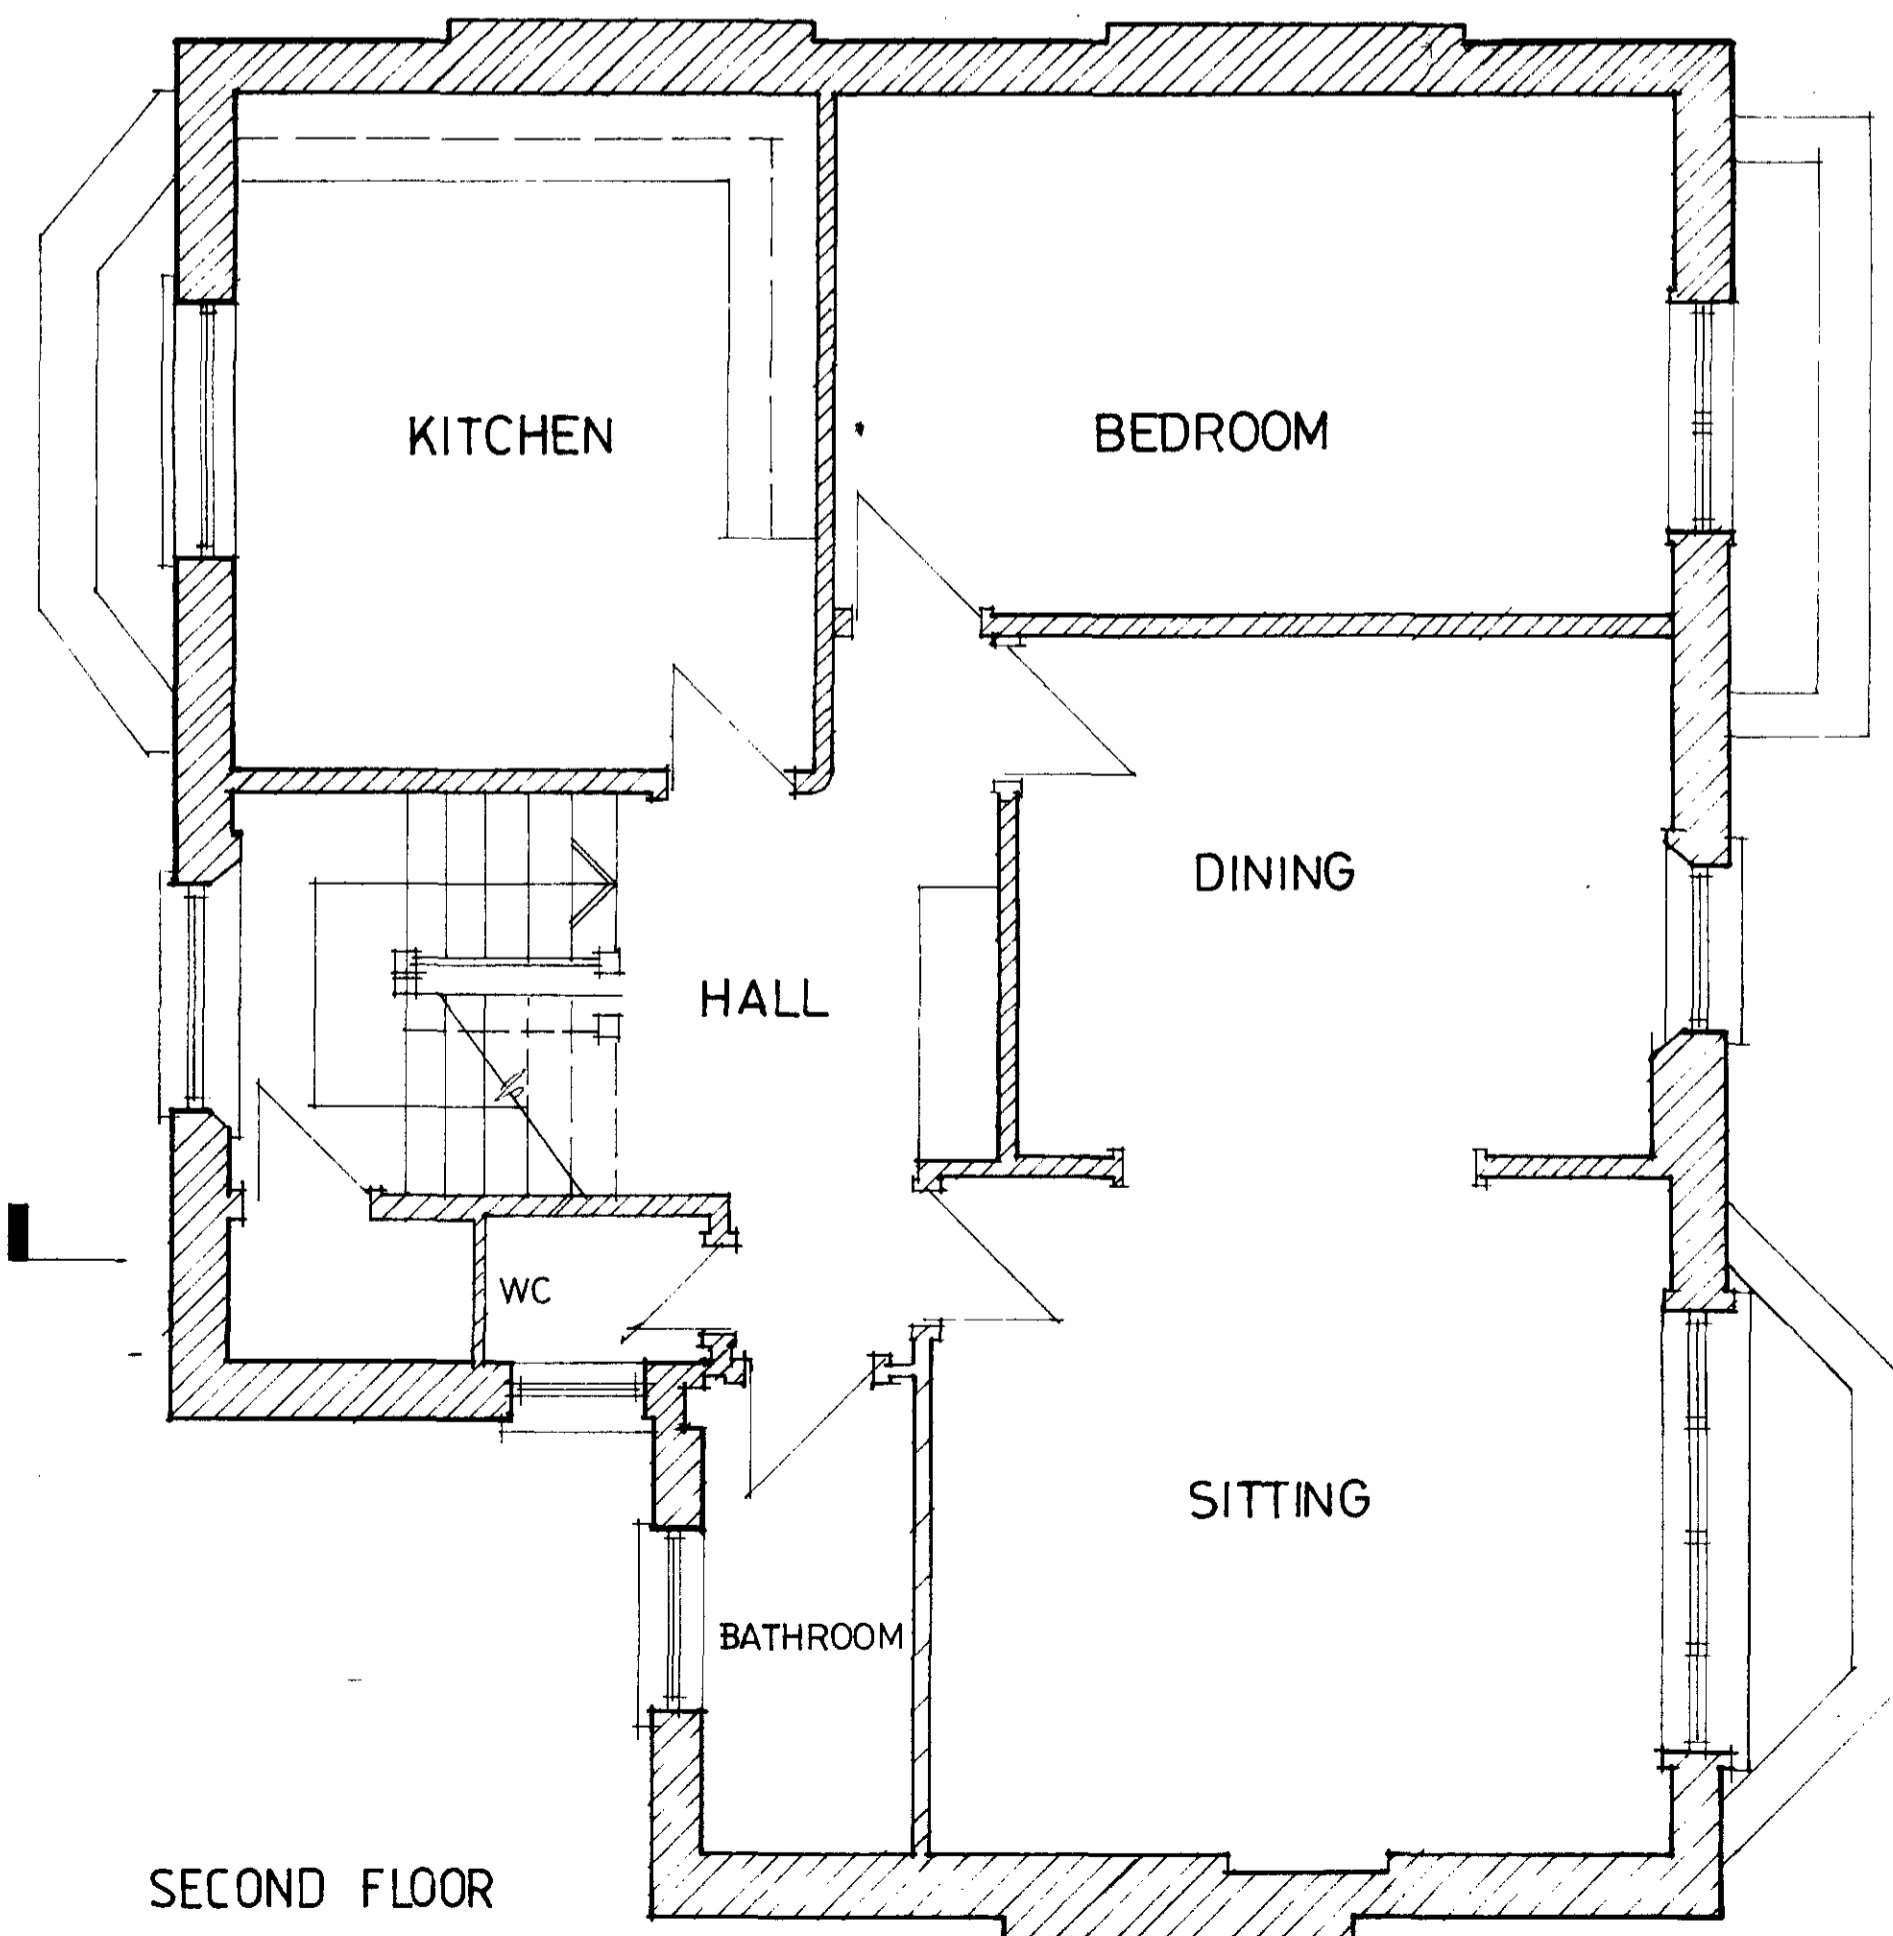 KITCHEN
BEDROOM
DINING
HALL
WC
SITTING
BATHROOM
SECOND FLOOR